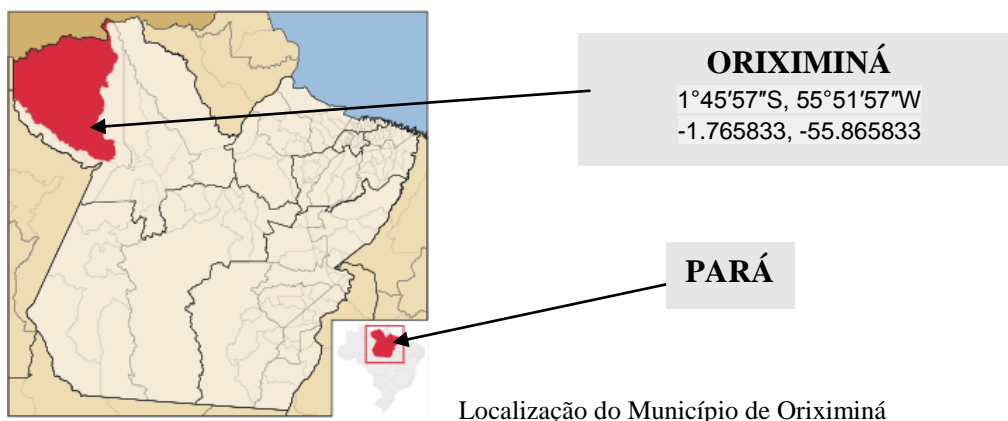 ORIXIMINÁ
1°45′57″S, 55°51′57″W
-1.765833, -55.865833
PARÁ
Localização do Município de Oriximiná